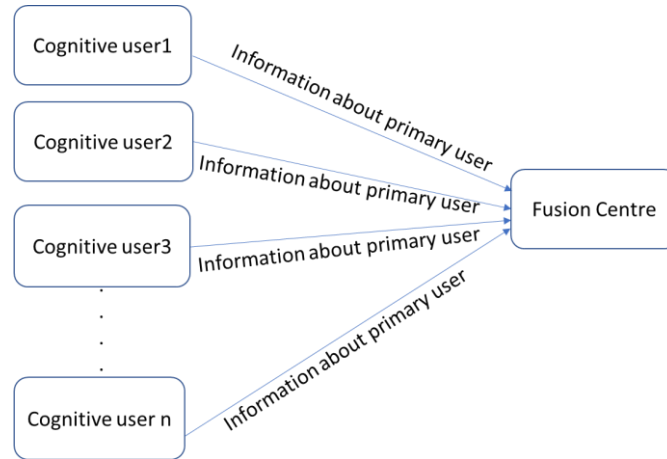 Cognitive user1
Information about primary user
Cognitive user2
Information about primary user
Fusion Centre
Cognitive user3
Information about primary user
.
.
.
.
Information about primary user
Cognitive user n